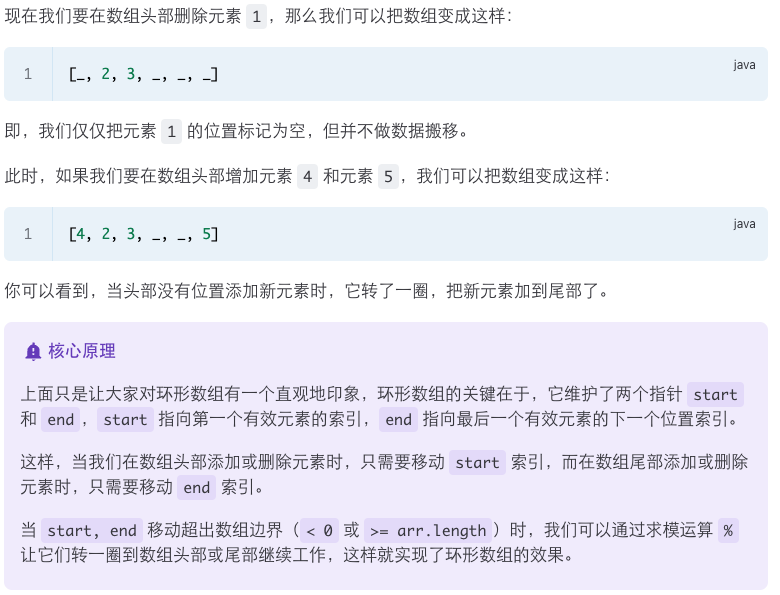 现在我们要在数组头部删除元素 1，那么我们可以把数组变成这样：
java
1 [_, 2, 3, _, _, _]
即，我们仅仅把元素 1 的位置标记为空，但并不做数据搬移。
此时，如果我们要在数组头部增加元素 4 和元素 5，我们可以把数组变成这样：
java
1 [4, 2, 3, _, _, 5]
你可以看到，当头部没有位置添加新元素时，它转了一圈，把新元素加到尾部了。
核心原理
上面只是让大家对环形数组有一个直观地印象，环形数组的关键在于，它维护了两个指针 start
和 end，start 指向第一个有效元素的索引，end 指向最后一个有效元素的下一个位置索引。
这样，当我们在数组头部添加或删除元素时，只需要移动 start 索引，而在数组尾部添加或删除
元素时，只需要移动 end 索引。
当 start, end 移动超出数组边界（< 0 或 >= arr.length）时，我们可以通过求模运算 %
让它们转一圈到数组头部或尾部继续工作，这样就实现了环形数组的效果。